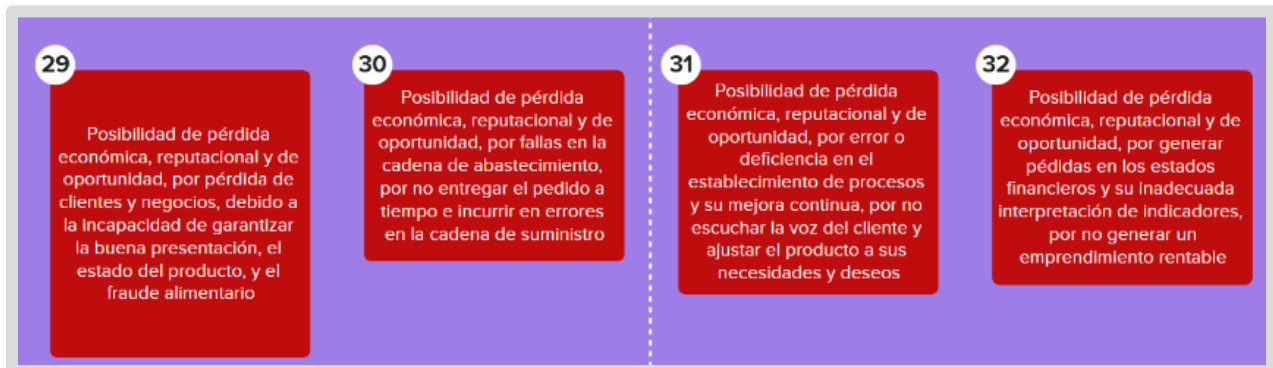 29
Posibilidad de pérdida
económica, reputacional y de
oportunidad, por pérdida de
clientes y negocios, debido a
la incapacidad de garantizar
la buena presentación, el
estado del producto, y el
fraude alimentario
30
Posibilidad de pérdida
económica, reputacional y de
oportunidad, por fallas en la
cadena de abastecimiento,
por no entregar el pedido a
tiempo e incurrir en errores
en la cadena de suministro
31
Posibilidad de pérdida
económica, reputacional y de
oportunidad, por error o
deficiencia en el
establecimiento de procesos
y su mejora continua, por no
escuchar la voz del cliente y
ajustar el producto a sus
necesidades y deseos
32
Posibilidad de pérdida
económica, reputacional y de
oportunidad, por generar
pédidas en los estados
financieros y su inadecuada
interpretación de indicadores,
por no generar un
emprendimiento rentable